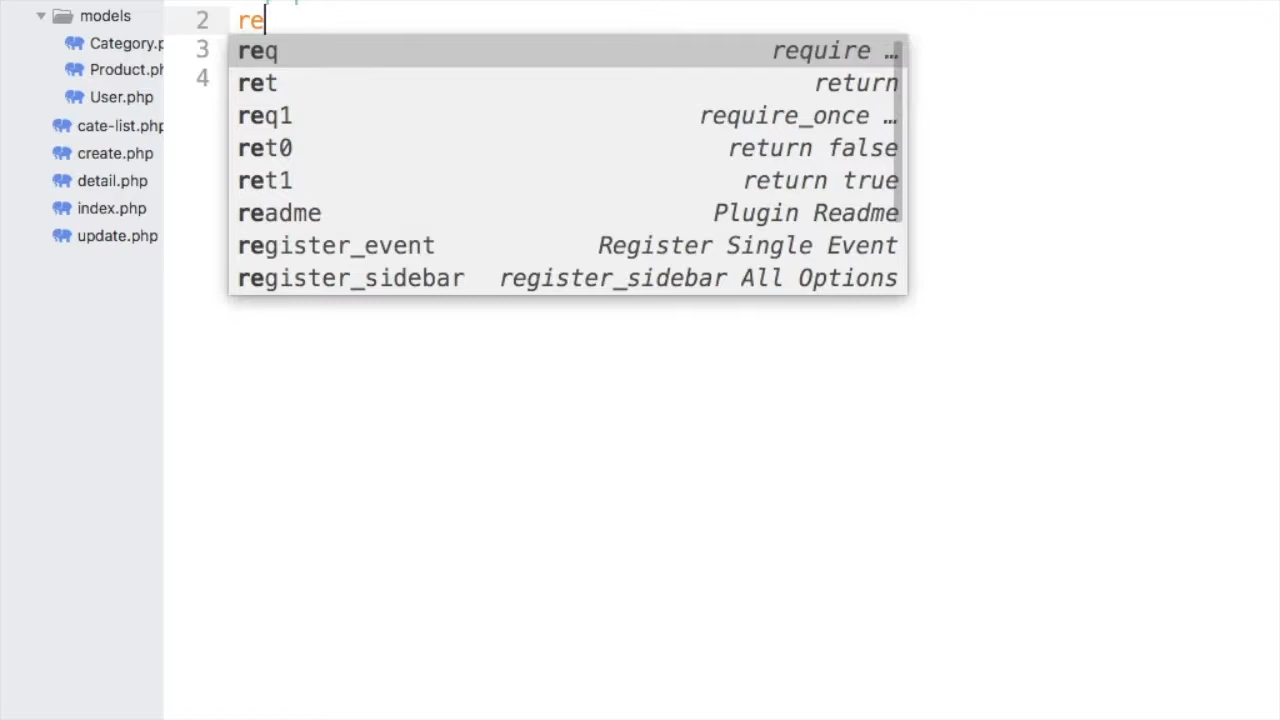 models
Category.p
Product.ph
User.php
cate-list.php
create.php
detail.php
index.php
update.php
2 re
3
4
req require …
ret return
req1 require_once …
ret0 return false
ret1 return true
readme Plugin Readme
register_event Register Single Event
register_sidebar register_sidebar All Options